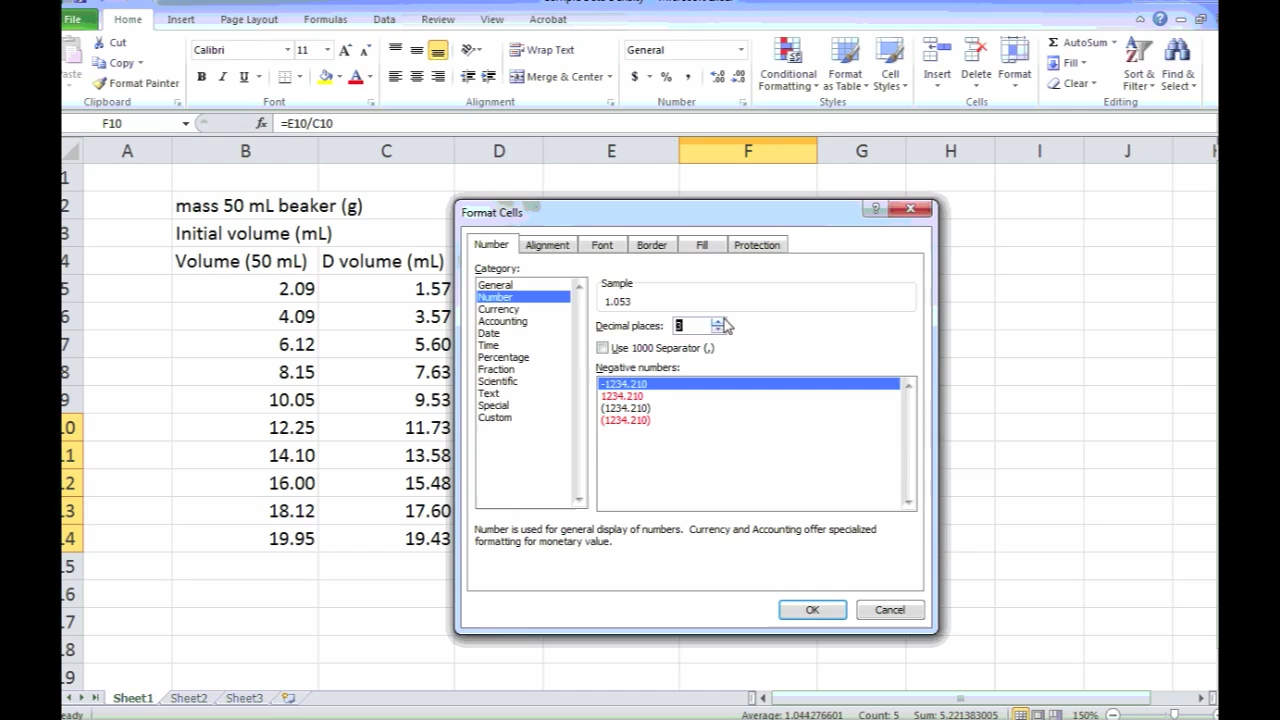 File Home Insert Page Layout Formulas Data Review View Acrobat
Cut
Copy
Format Painter
Clipboard
Calibri 11
B I U
Font
Wrap Text
Merge & Center
Alignment
General
$ % ,
Number
Conditional Formatting
Format as Table
Cell Styles
Styles
Insert Delete Format
Cells
AutoSum
Fill
Clear
Sort & Filter
Find & Select
Editing
F10 fx =E10/C10
A B C D E F G H I J
1
2 mass 50 mL beaker (g)
3 Initial volume (mL)
4 Volume (50 mL) D volume (mL)
5 2.09 1.57
6 4.09 3.57
7 6.12 5.60
8 8.15 7.63
9 10.05 9.53
10 12.25 11.73
11 14.10 13.58
12 16.00 15.48
13 18.12 17.60
14 19.95 19.43
15
16
17
18
19
Format Cells
Number Alignment Font Border Fill Protection
Category:
General
Number
Currency
Accounting
Date
Time
Percentage
Fraction
Scientific
Text
Special
Custom
Sample
1.053
Decimal places: 3
Use 1000 Separator (,)
Negative numbers:
-1234.210
1234.210
(1234.210)
(1234.210)
Number is used for general display of numbers. Currency and Accounting offer specialized
formatting for monetary value.
OK Cancel
Sheet1 Sheet2 Sheet3
eady Average: 1.044276601 Count: 5 Sum: 5.221383005 150%